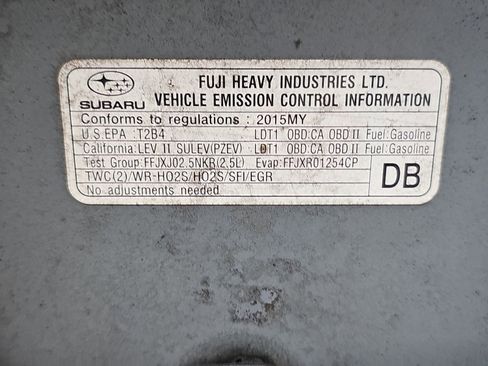 FUJI HEAVY INDUSTRIES LTD.
SUBARU VEHICLE EMISSION CONTROL INFORMATION
Conforms to regulations : 2015MY
U.S.EPA :T2B4 LDT1 OBD:CA OBD II Fuel:Gasoline
California:LEV II SULEV(PZEV) LDT1 OBD:CA OBD II Fuel:Gasoline
Test Group:FFJXJ02.5NKR(2.5L) Evap:FFJXR01254CP
TWC(2)/WR-HO2S/HO2S/SFI/EGR
No adjustments needed
DB